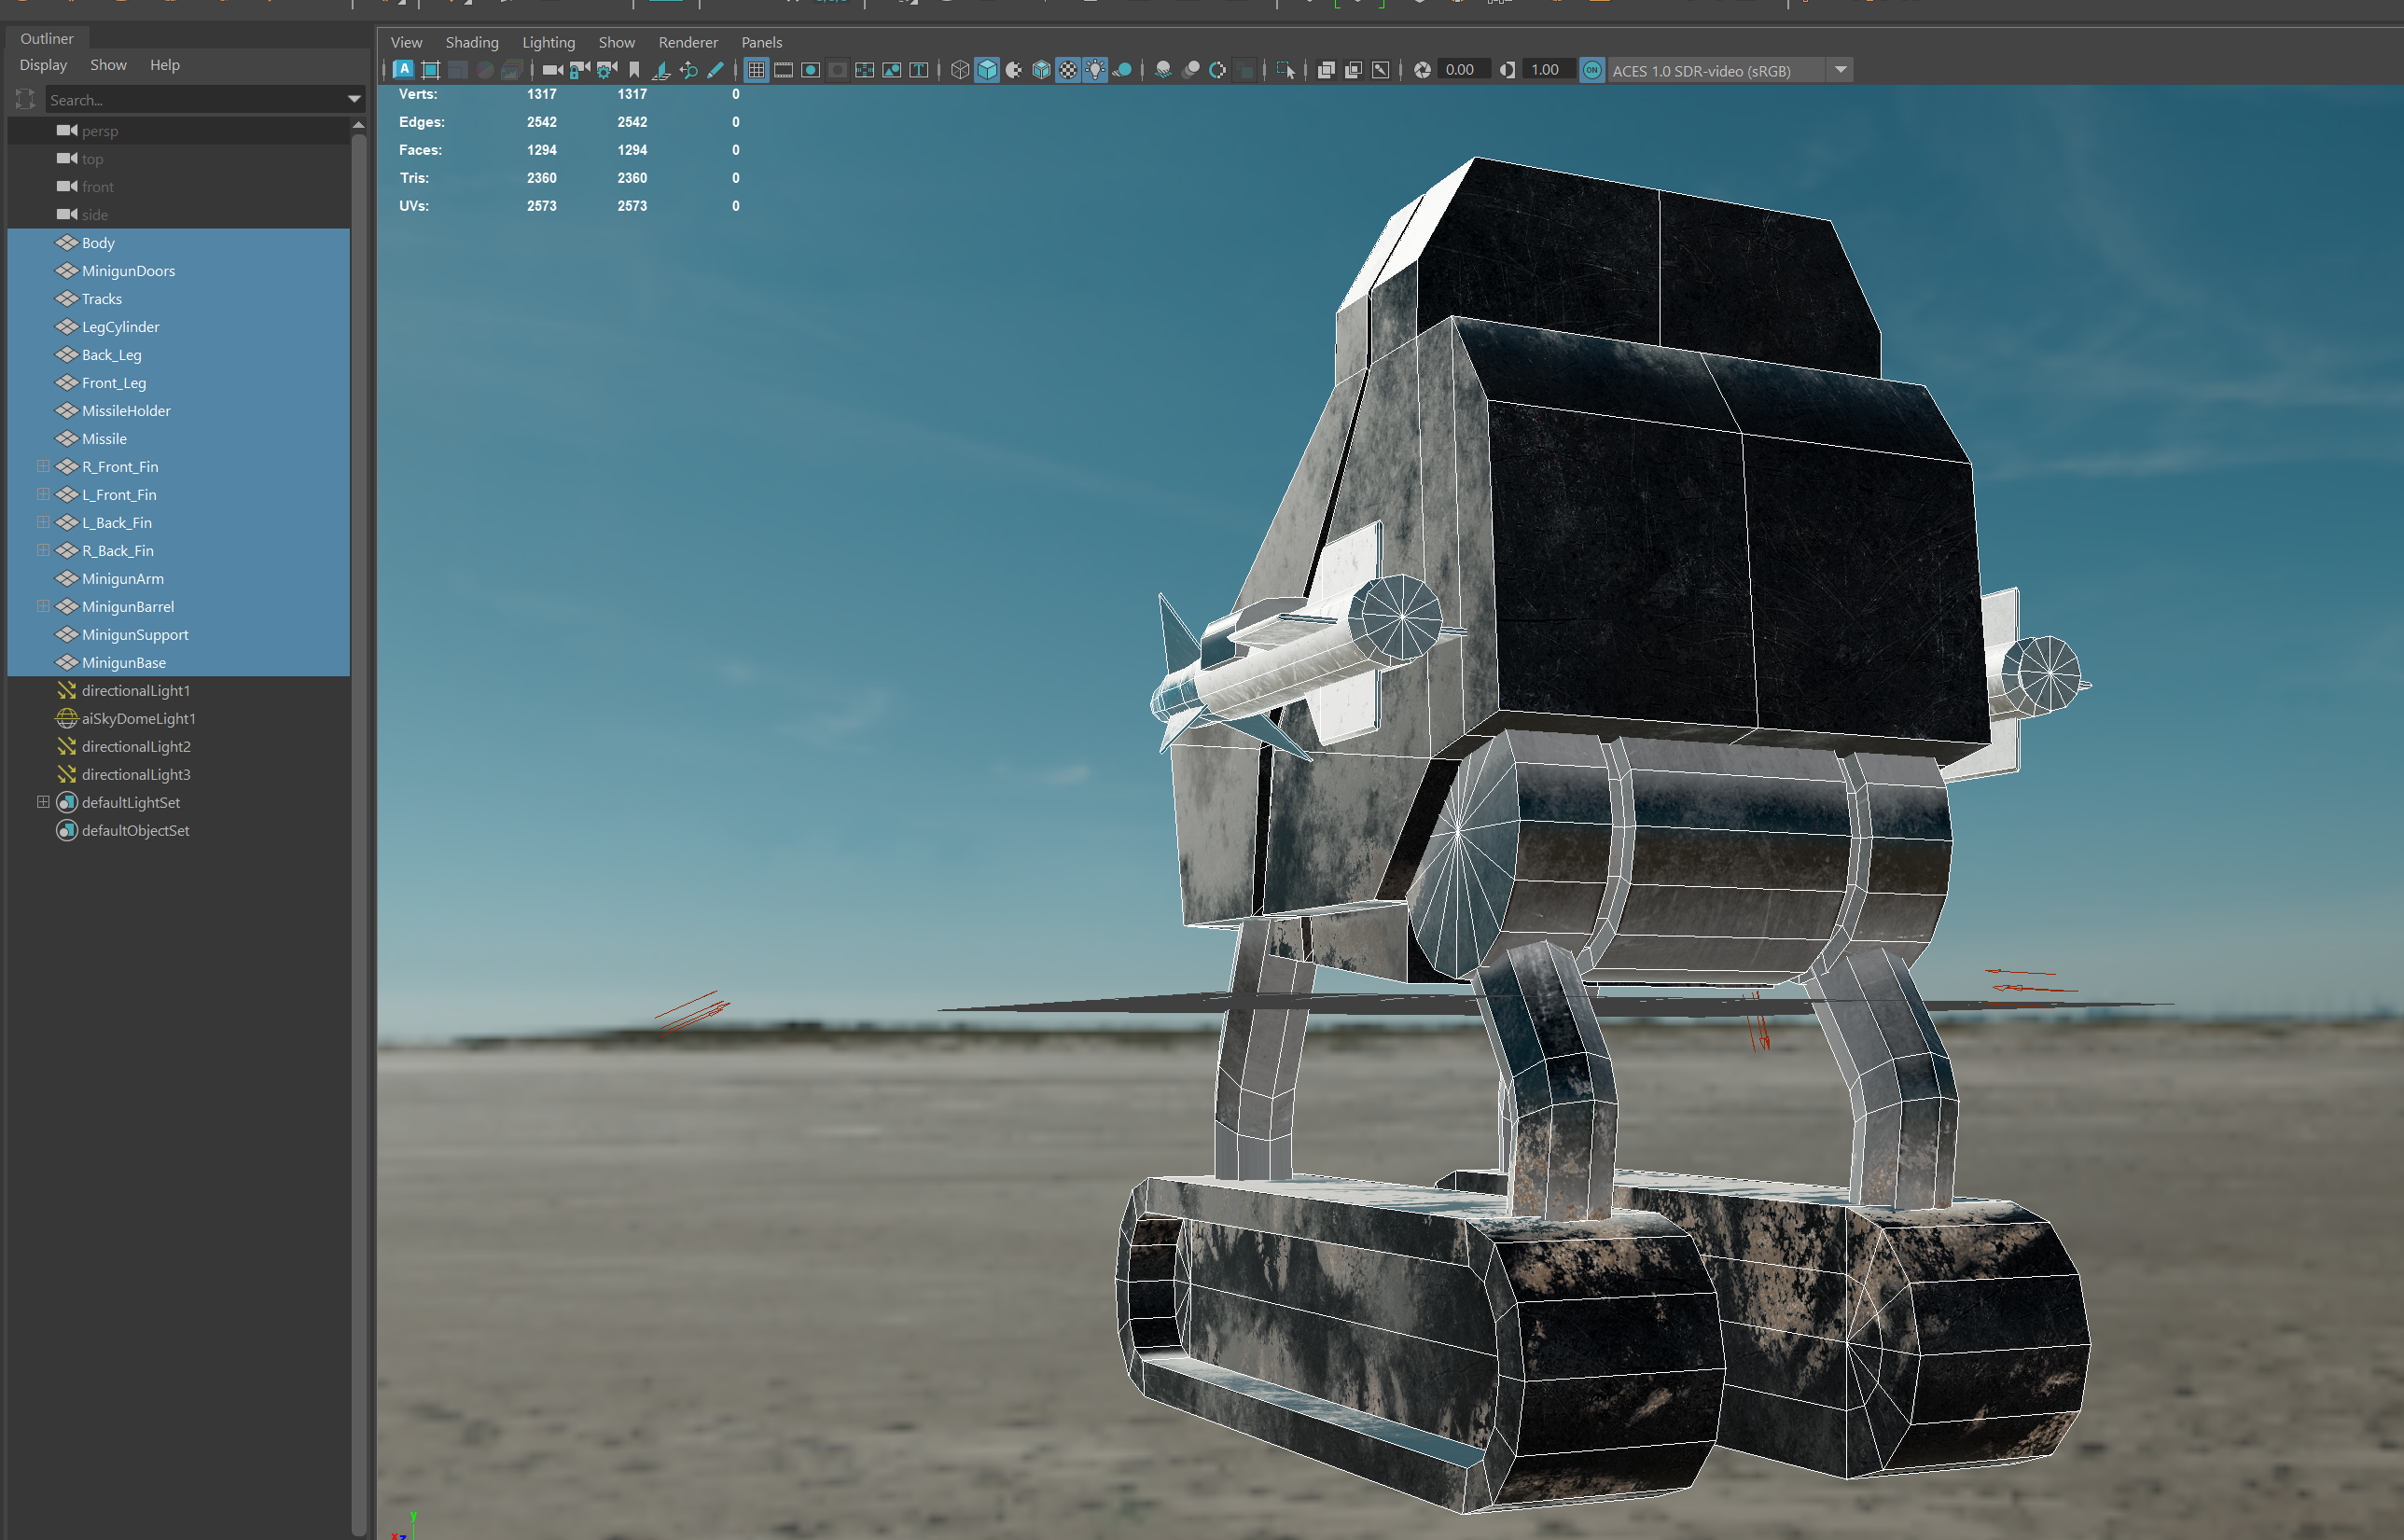 Outliner
Display Show Help
Search...
persp
top
front
side
Body
MinigunDoors
Tracks
LegCylinder
Back_Leg
Front_Leg
MissileHolder
Missile
R_Front_Fin
L_Front_Fin
L_Back_Fin
R_Back_Fin
MinigunArm
MinigunBarrel
MinigunSupport
MinigunBase
directionalLight1
aiSkyDomeLight1
directionalLight2
directionalLight3
defaultLightSet
defaultObjectSet
View Shading Lighting Show Renderer Panels
0.00 1.00 ON ACES 1.0 SDR-video (sRGB)
Verts: 1317 1317 0
Edges: 2542 2542 0
Faces: 1294 1294 0
Tris: 2360 2360 0
UVs: 2573 2573 0
y
x z